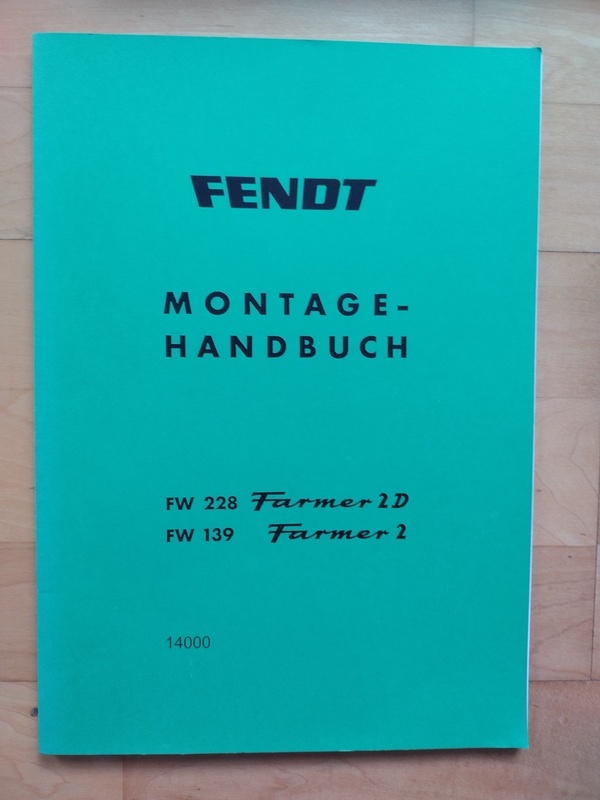 FENDT
MONTAGE-
HANDBUCH
FW 228 Farmer 2D
FW 139 Farmer 2
14000